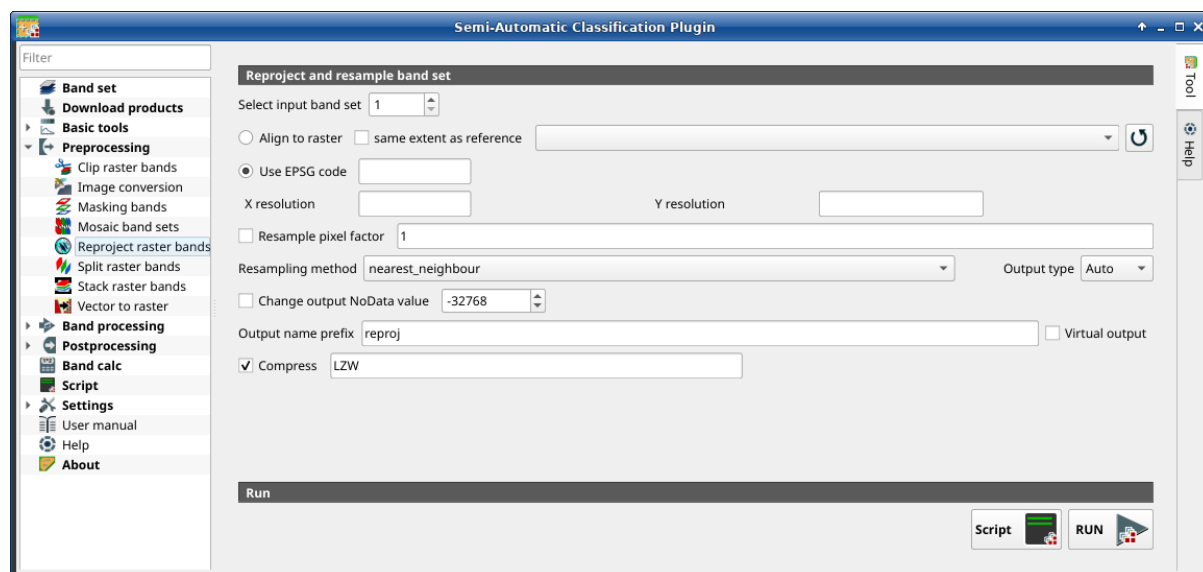 Semi-Automatic Classification Plugin
Filter
Band set
Download products
Basic tools
Preprocessing
Clip raster bands
Image conversion
Masking bands
Mosaic band sets
Reproject raster bands
Split raster bands
Stack raster bands
Vector to raster
Band processing
Postprocessing
Band calc
Script
Settings
User manual
Help
About
Reproject and resample band set
Select input band set 1
Align to raster same extent as reference
Use EPSG code
X resolution Y resolution
Resample pixel factor 1
Resampling method nearest_neighbour Output type Auto
Change output NoData value -32768
Output name prefix reproj Virtual output
Compress LZW
Run
Script RUN
Tool
Help